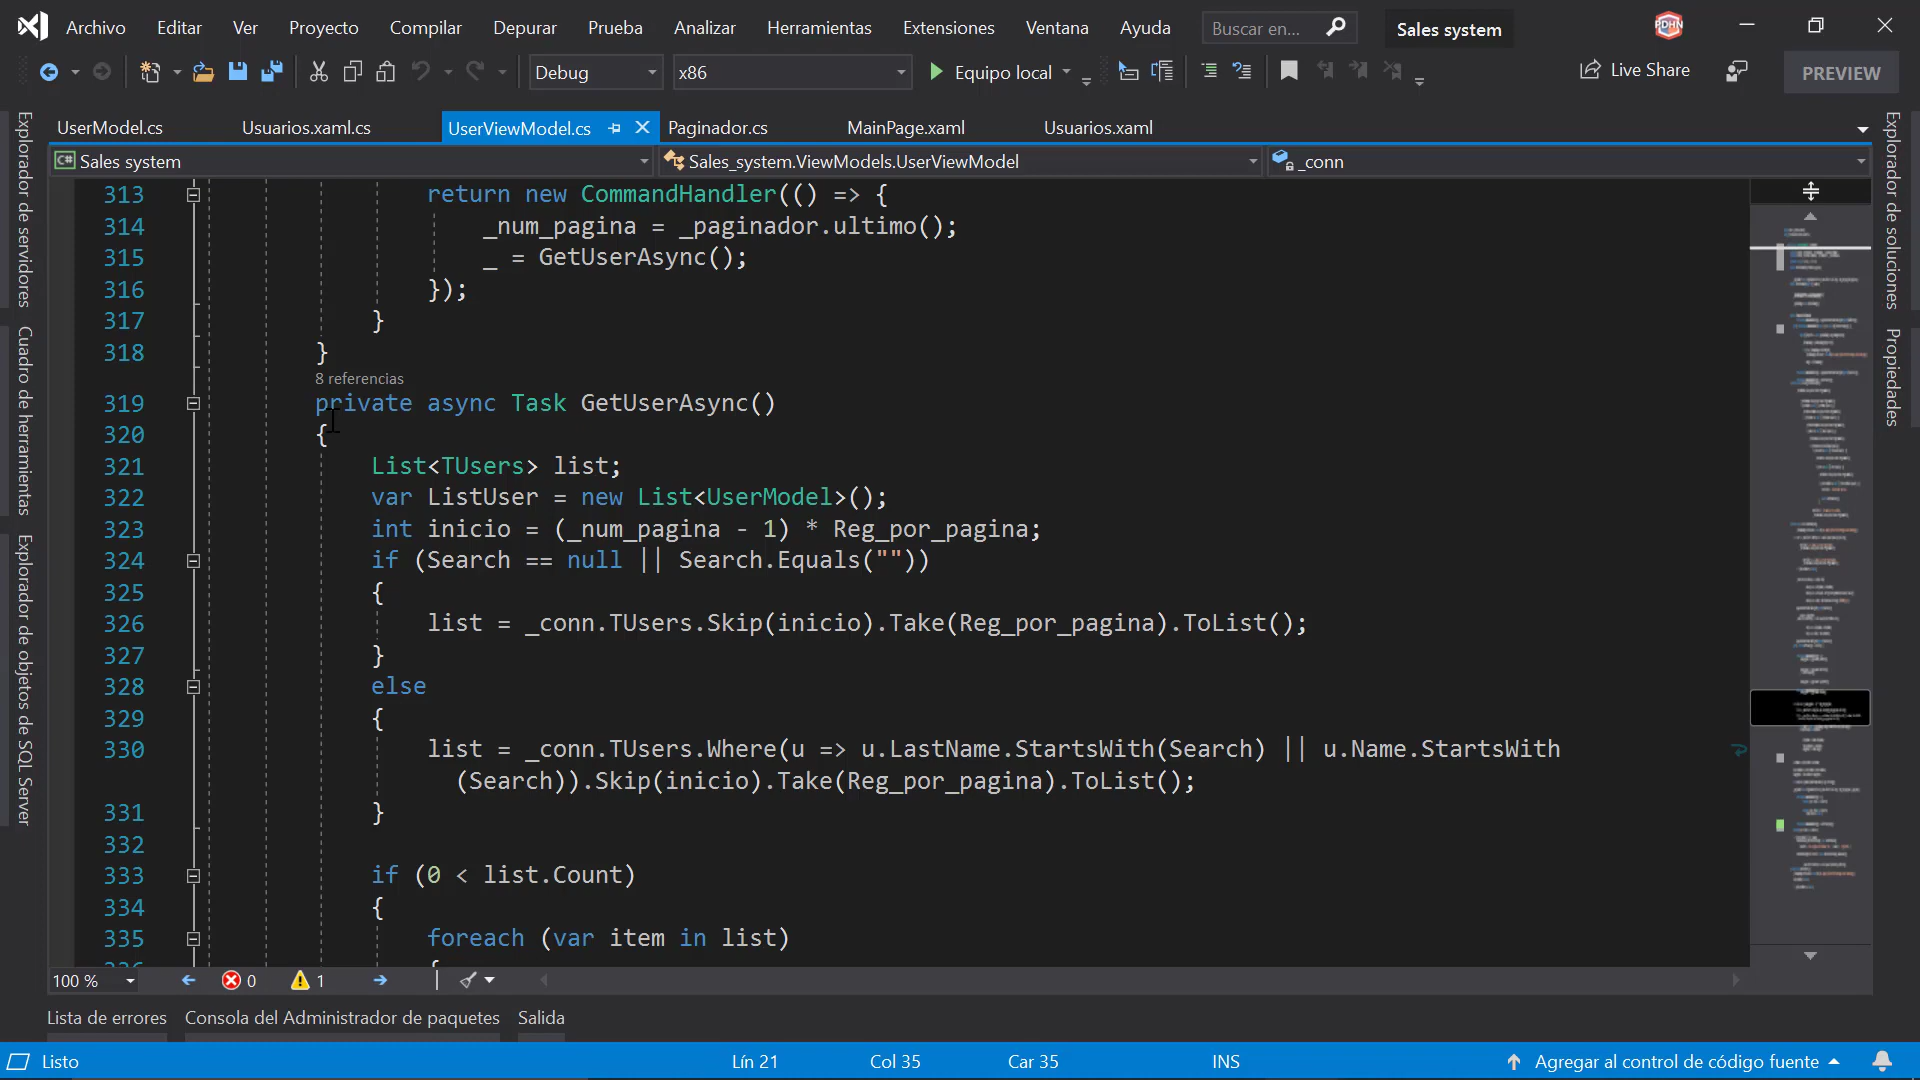 Archivo Editar Ver Proyecto Compilar Depurar Prueba Analizar Herramientas Extensiones Ventana Ayuda Buscar en... Sales system PDHN
Debug x86 Equipo local Live Share PREVIEW
UserModel.cs Usuarios.xaml.cs UserViewModel.cs Paginador.cs MainPage.xaml Usuarios.xaml
C# Sales system Sales_system.ViewModels.UserViewModel _conn
Explorador de servidores
Cuadro de herramientas
Explorador de objetos de SQL Server
313 return new CommandHandler(() => {
314 _num_pagina = _paginador.ultimo();
315 _ = GetUserAsync();
316 });
317 }
318 }
8 referencias
319 private async Task GetUserAsync()
320 {
321 List<TUsers> list;
322 var ListUser = new List<UserModel>();
323 int inicio = (_num_pagina - 1) * Reg_por_pagina;
324 if (Search == null || Search.Equals(""))
325 {
326 list = _conn.TUsers.Skip(inicio).Take(Reg_por_pagina).ToList();
327 }
328 else
329 {
330 list = _conn.TUsers.Where(u => u.LastName.StartsWith(Search) || u.Name.StartsWith
(Search)).Skip(inicio).Take(Reg_por_pagina).ToList();
331 }
332
333 if (0 < list.Count)
334 {
335 foreach (var item in list)
336 {
Explorador de soluciones
Propiedades
100 % 0 1
Lista de errores Consola del Administrador de paquetes Salida
Listo Lín 21 Col 35 Car 35 INS Agregar al control de código fuente